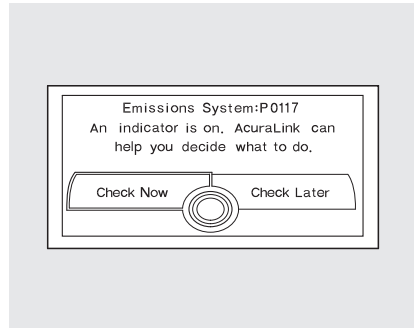 Emissions System:P0117
An indicator is on. AcuraLink can
help you decide what to do.
Check Now
Check Later